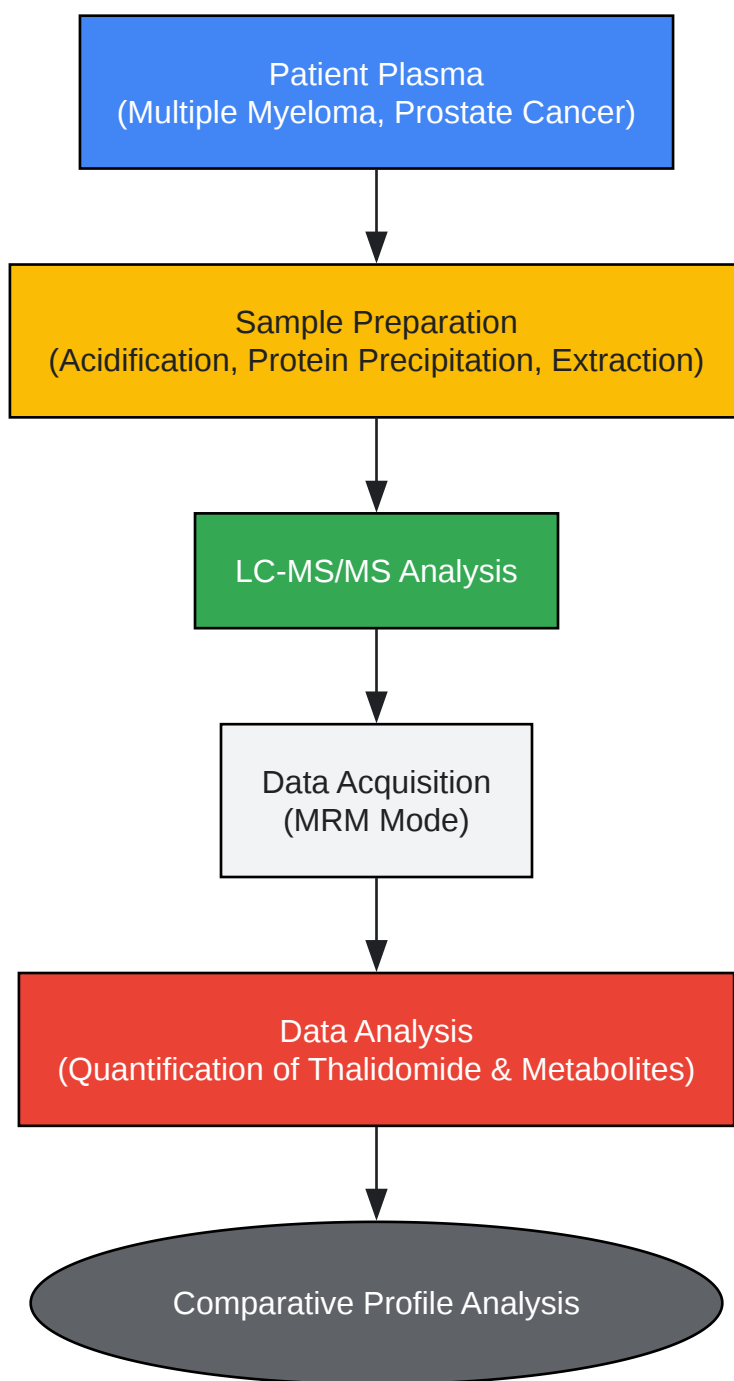 Patient Plasma
(Multiple Myeloma, Prostate Cancer)
Sample Preparation
(Acidification, Protein Precipitation, Extraction)
LC-MS/MS Analysis
Data Acquisition
(MRM Mode)
Data Analysis
(Quantification of Thalidomide & Metabolites)
Comparative Profile Analysis